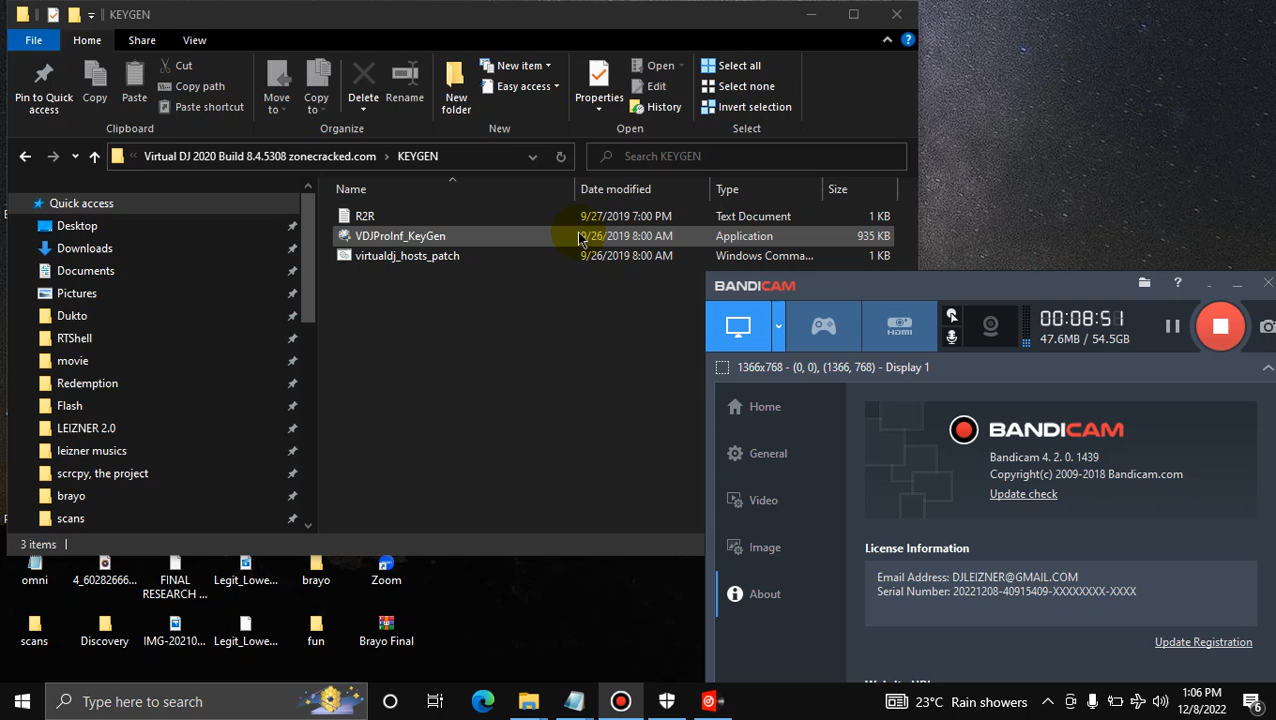 KEYGEN
File Home Share View
Pin to Quick access
Copy
Paste
Cut
Copy path
Paste shortcut
Clipboard
Move to
Copy to
Delete
Rename
Organize
New folder
New item
Easy access
New
Properties
Open
Edit
History
Open
Select all
Select none
Invert selection
Select
Virtual DJ 2020 Build 8.4.5308 zonecracked.com KEYGEN
Search KEYGEN
Name Date modified Type Size
R2R 9/27/2019 7:00 PM Text Document 1 KB
VDJProInf_KeyGen 9/26/2019 8:00 AM Application 935 KB
virtualdj_hosts_patch 9/26/2019 8:00 AM Windows Comma... 1 KB
Quick access
Desktop
Downloads
Documents
Pictures
Dukto
RTShell
movie
Redemption
Flash
LEIZNER 2.0
leizner musics
scrcpy, the project
brayo
scans
3 items
BANDICAM
HDMI
00:08:51
47.6MB / 54.5GB
1366x768 - (0, 0), (1366, 768) - Display 1
Home
General
Video
Image
About
BANDICAM
Bandicam 4. 2. 0. 1439
Copyright(c) 2009-2018 Bandicam.com
Update check
License Information
Email Address: DJLEIZNER@GMAIL.COM
Serial Number: 20221208-40915409-XXXXXXXX-XXXX
Update Registration
omni
4_60282666...
FINAL RESEARCH ...
Legit_Lowe...
brayo
Zoom
scans
Discovery
IMG-20210...
Legit_Lowe...
fun
Brayo Final
Type here to search
23°C Rain showers
1:06 PM
12/8/2022
6